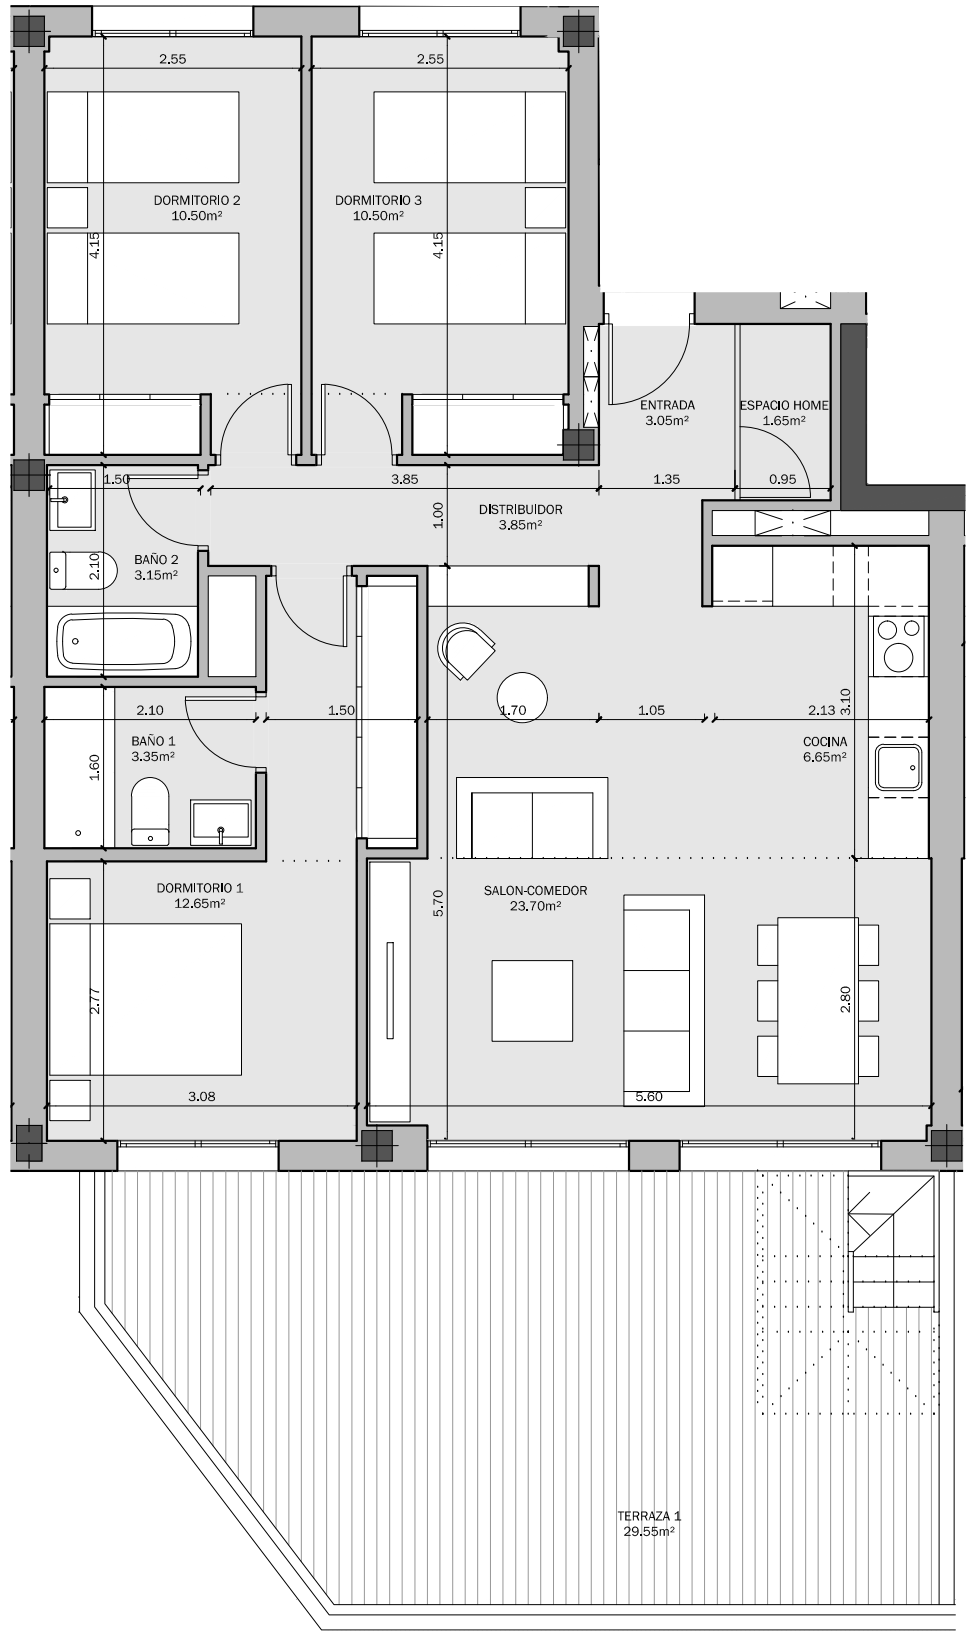 2.55
2.55
DORMITORIO 2
10.50m²
DORMITORIO 3
10.50m²
4.15
4.15
ENTRADA
3.05m²
ESPACIO HOME
1.65m²
1.50
3.85
1.35
0.95
DISTRIBUIDOR
3.85m²
1.00
BAÑO 2
3.15m²
2.10
2.10
1.50
1.70
1.05
2.13
3.10
BAÑO 1
3.35m²
1.60
COCINA
6.65m²
DORMITORIO 1
12.65m²
SALON-COMEDOR
23.70m²
5.70
2.77
2.80
3.08
5.60
TERRAZA 1
29.55m²